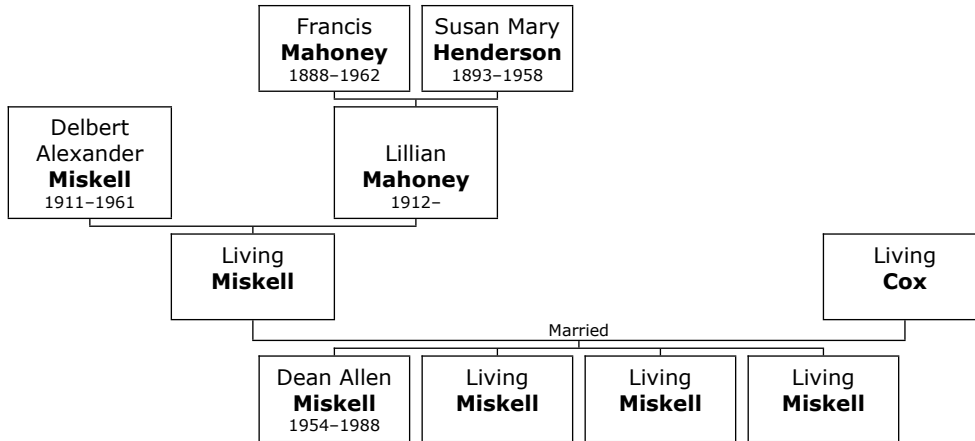 Francis
Mahoney
1888–1962
Susan Mary
Henderson
1893–1958
Delbert
Alexander
Miskell
1911–1961
Lillian
Mahoney
1912–
Living
Miskell
Living
Cox
Married
Dean Allen
Miskell
1954–1988
Living
Miskell
Living
Miskell
Living
Miskell